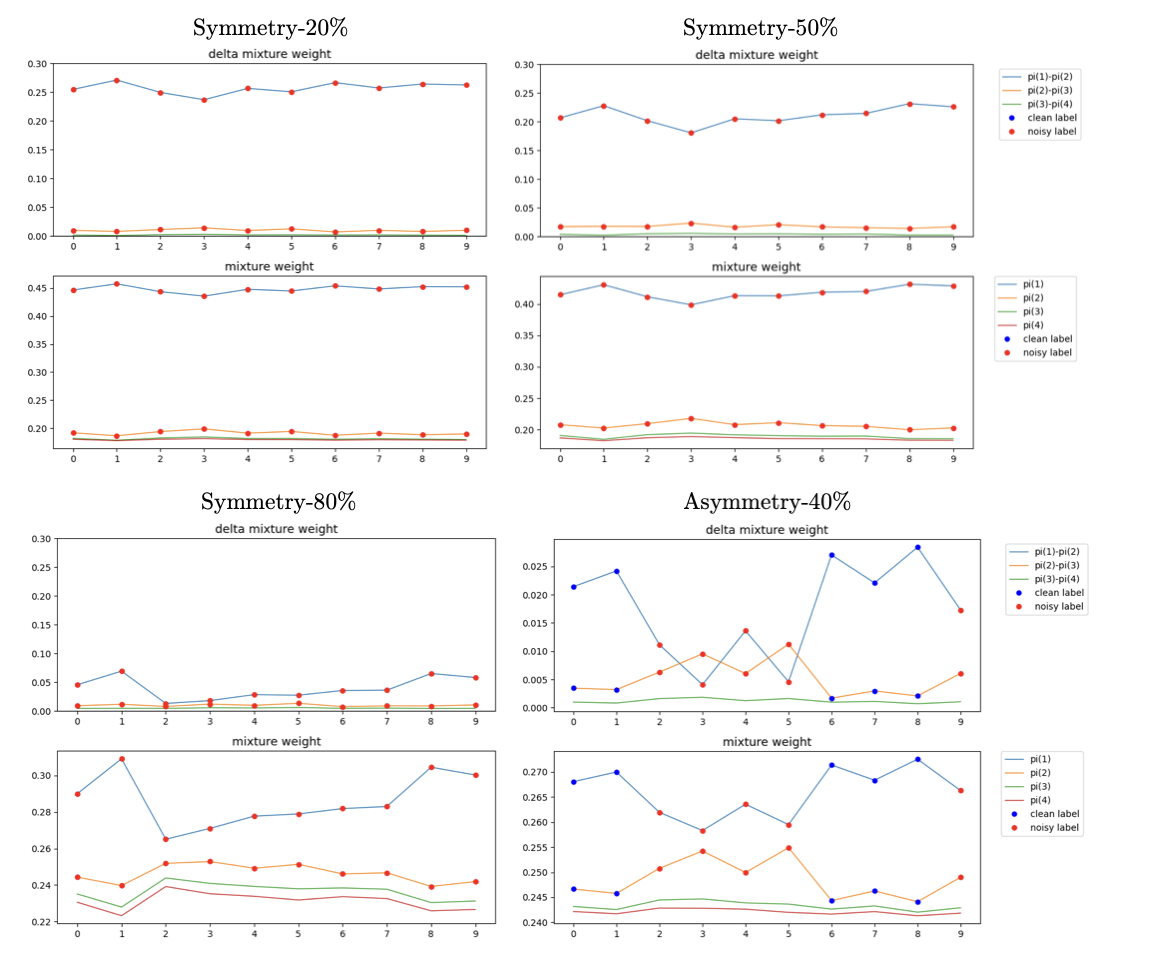 Symmetry-20%
delta mixture weight
0.30
0.25
0.20
0.15
0.10
0.05
0.00
0 1 2 3 4 5 6 7 8 9
mixture weight
0.45
0.40
0.35
0.30
0.25
0.20
0 1 2 3 4 5 6 7 8 9
Symmetry-50%
delta mixture weight
0.30
0.25
0.20
0.15
0.10
0.05
0.00
0 1 2 3 4 5 6 7 8 9
pi(1)-pi(2)
pi(2)-pi(3)
pi(3)-pi(4)
clean label
noisy label
mixture weight
0.40
0.35
0.30
0.25
0.20
0 1 2 3 4 5 6 7 8 9
pi(1)
pi(2)
pi(3)
pi(4)
clean label
noisy label
Symmetry-80%
delta mixture weight
0.30
0.25
0.20
0.15
0.10
0.05
0.00
0 1 2 3 4 5 6 7 8 9
mixture weight
0.30
0.28
0.26
0.24
0.22
0 1 2 3 4 5 6 7 8 9
Asymmetry-40%
delta mixture weight
0.025
0.020
0.015
0.010
0.005
0.000
0 1 2 3 4 5 6 7 8 9
pi(1)-pi(2)
pi(2)-pi(3)
pi(3)-pi(4)
clean label
noisy label
mixture weight
0.270
0.265
0.260
0.255
0.250
0.245
0.240
0 1 2 3 4 5 6 7 8 9
pi(1)
pi(2)
pi(3)
pi(4)
clean label
noisy label